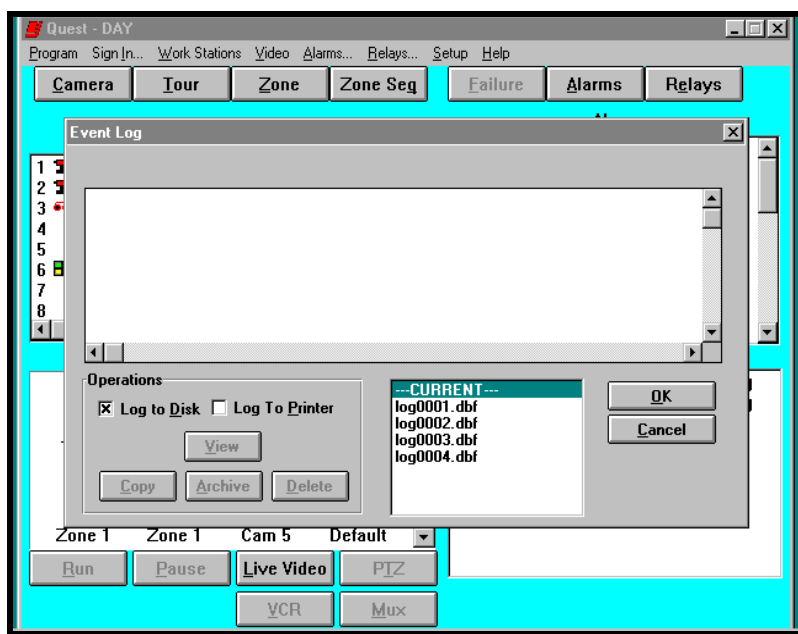 Quest - DAY
Program Sign In... Work Stations Video Alarms... Relays... Setup Help
Camera Tour Zone Zone Seq Failure Alarms Relays
Event Log
1
2
3
4
5
6
7
8
Operations
Log to Disk Log To Printer
View
Copy Archive Delete
---CURRENT---
log0001.dbf
log0002.dbf
log0003.dbf
log0004.dbf
OK
Cancel
Zone 1 Zone 1 Cam 5 Default
Run Pause Live Video PTZ
VCR Mux